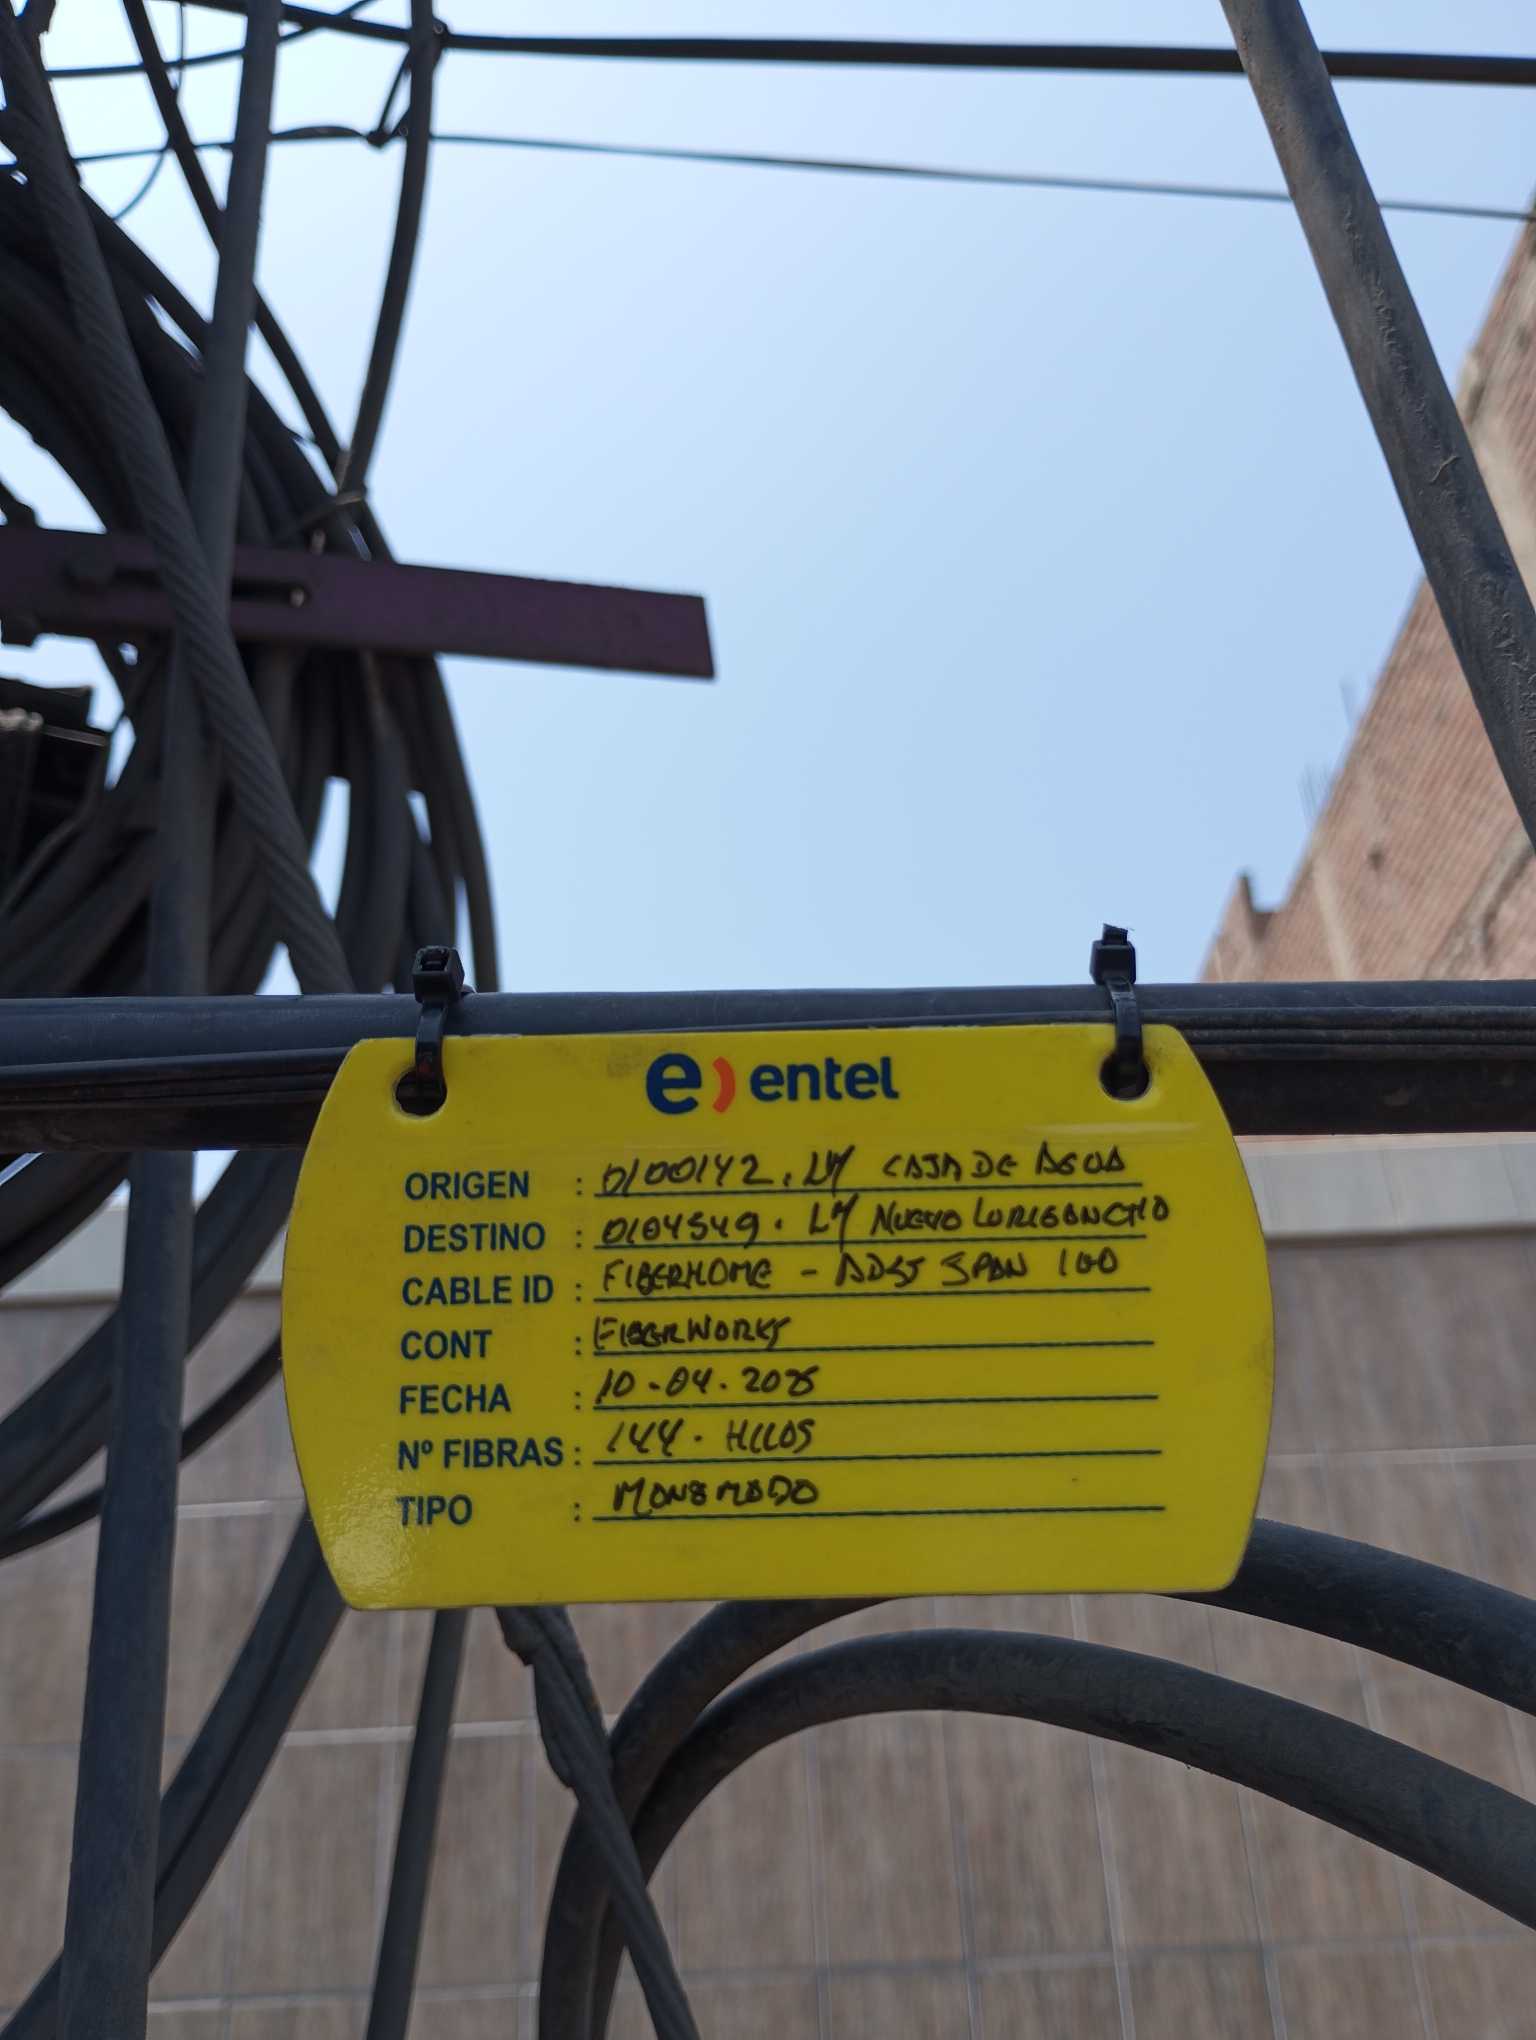 e) entel
ORIGEN : 0100142. LM CAJA DE AGUA
DESTINO : 0104549. LM NUEVO LURIGANCHO
CABLE ID : FIBERHOME - ADSS SPAN 100
CONT : FIBERWORKS
FECHA : 10-04-2025
Nº FIBRAS : 144. HILOS
TIPO : MONOMODO